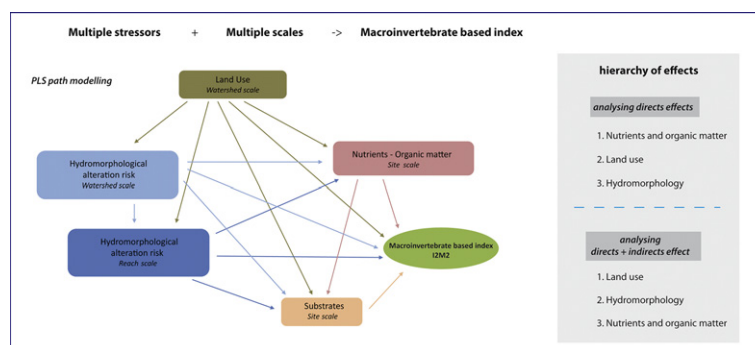 Multiple stressors + Multiple scales -> Macroinvertebrate based index
PLS path modelling
Land Use
Watershed scale
Hydromorphological
alteration risk
Watershed scale
Nutrients - Organic matter
Site scale
Hydromorphological
alteration risk
Reach scale
Macroinvertebrate based index
I2M2
Substrates
Site scale
hierarchy of effects
analysing directs effects
1. Nutrients and organic matter
2. Land use
3. Hydromorphology
analysing
directs + indirects effect
1. Land use
2. Hydromorphology
3. Nutrients and organic matter